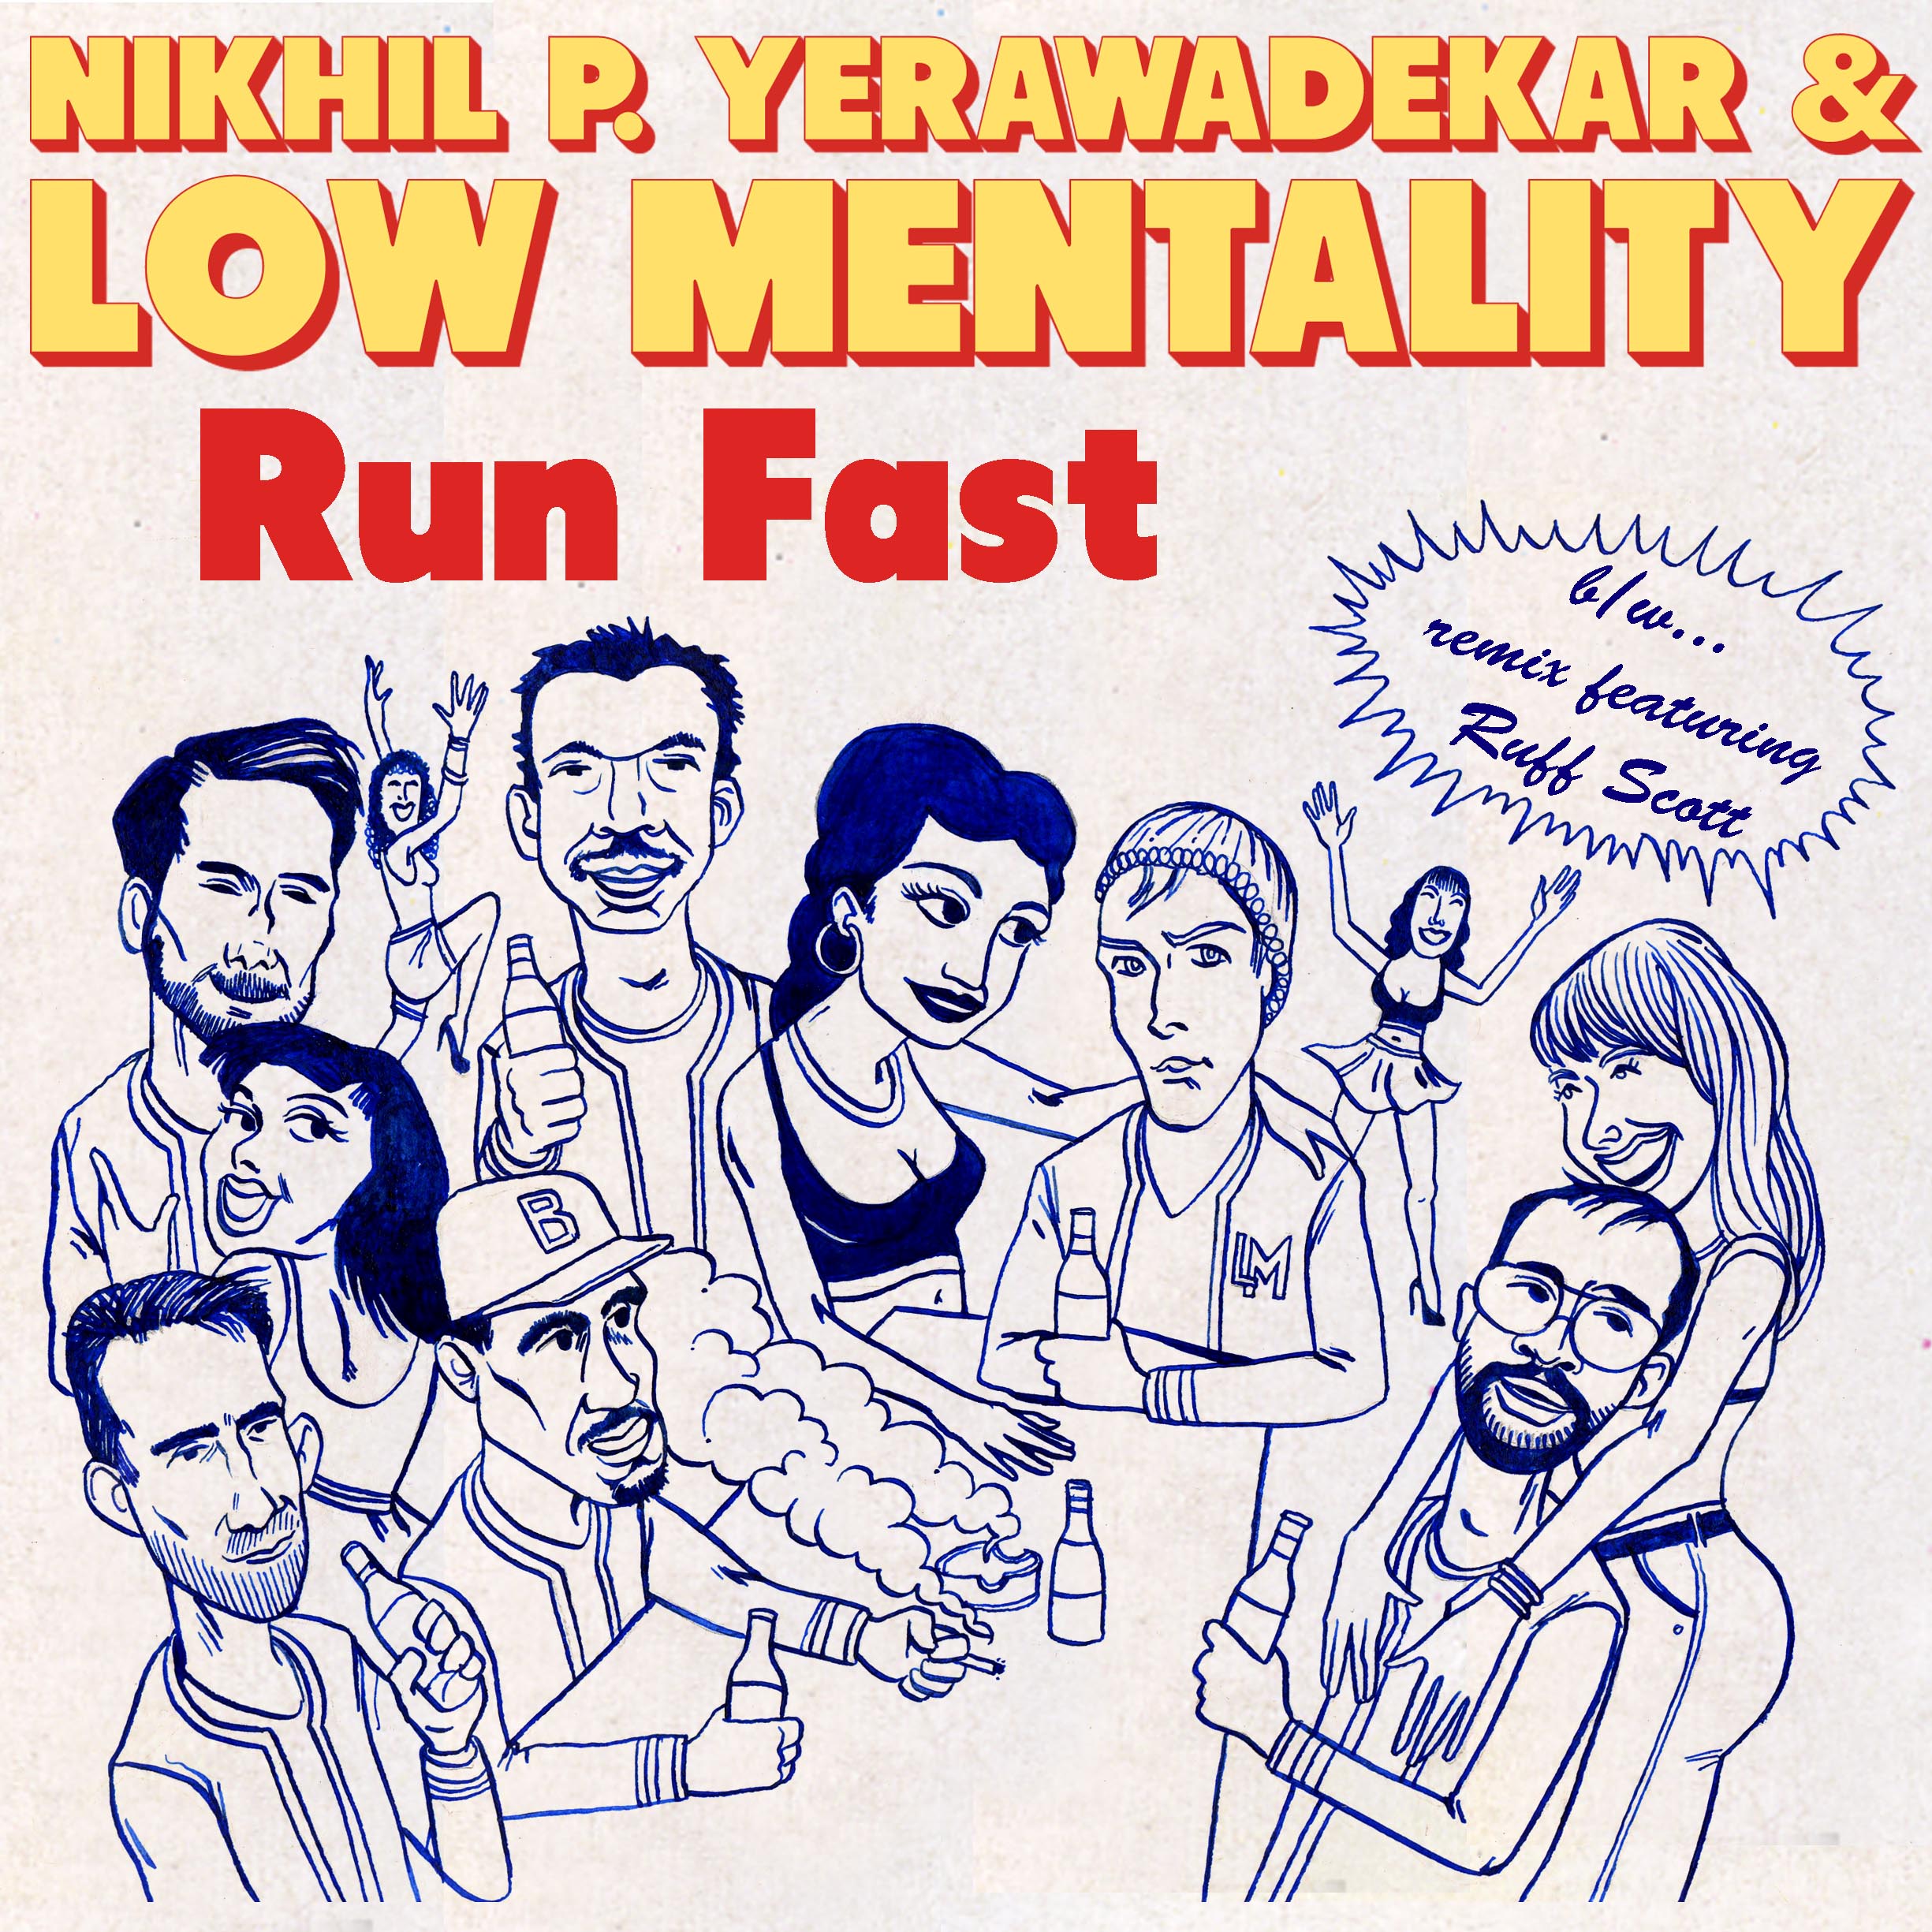 NIKHIL P. YERAWADEKAR &
LOW MENTALITY
Run Fast
b/w...
remix featuring
Ruff Scott
B
LM